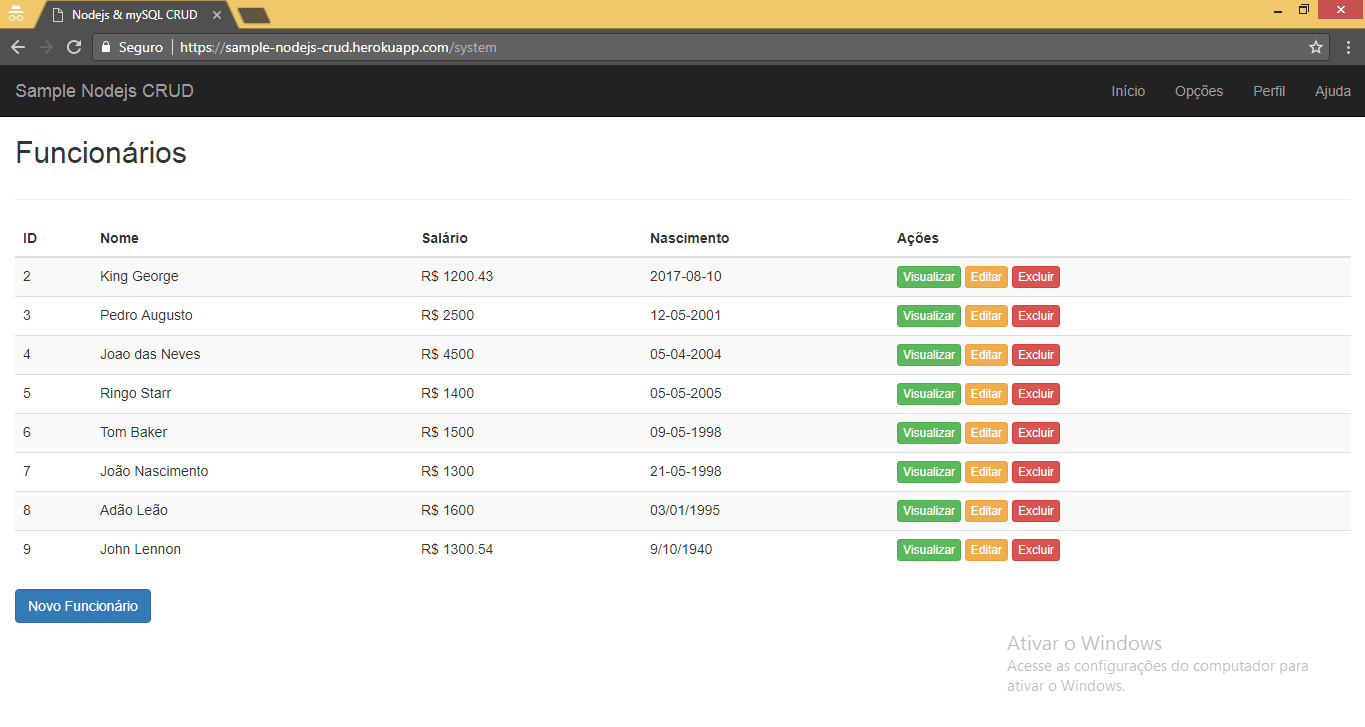 Nodejs & mySQL CRUD
Seguro https://sample-nodejs-crud.herokuapp.com/system
Sample Nodejs CRUD Início Opções Perfil Ajuda
Funcionários
ID Nome Salário Nascimento Ações
2 King George R$ 1200.43 2017-08-10 Visualizar Editar Excluir
3 Pedro Augusto R$ 2500 12-05-2001 Visualizar Editar Excluir
4 Joao das Neves R$ 4500 05-04-2004 Visualizar Editar Excluir
5 Ringo Starr R$ 1400 05-05-2005 Visualizar Editar Excluir
6 Tom Baker R$ 1500 09-05-1998 Visualizar Editar Excluir
7 João Nascimento R$ 1300 21-05-1998 Visualizar Editar Excluir
8 Adão Leão R$ 1600 03/01/1995 Visualizar Editar Excluir
9 John Lennon R$ 1300.54 9/10/1940 Visualizar Editar Excluir
Novo Funcionário
Ativar o Windows
Acesse as configurações do computador para
ativar o Windows.